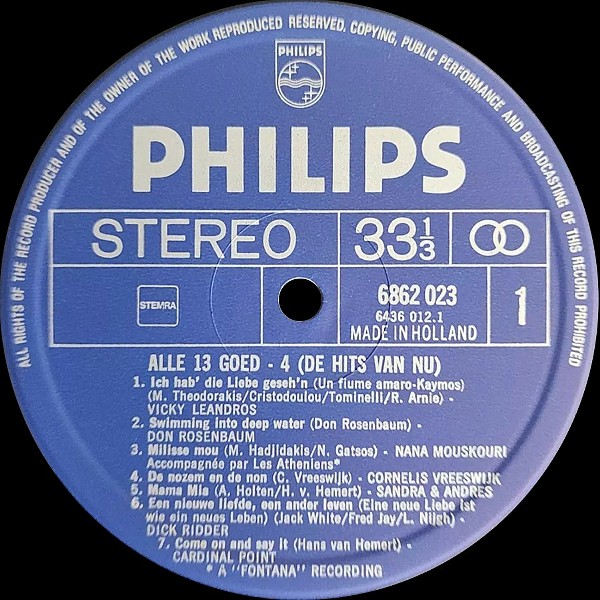 ALL RIGHTS OF THE RECORD PRODUCER AND OF THE OWNER OF THE WORK REPRODUCED RESERVED. COPYING, PUBLIC PERFORMANCE AND BROADCASTING OF THIS RECORD PROHIBITED
PHILIPS
PHILIPS
STEREO 33 1/3
STEMRA
6862 023
6436 012.1
MADE IN HOLLAND
1
ALLE 13 GOED - 4 (DE HITS VAN NU)
1. Ich hab' die Liebe geseh'n (Un fiume amaro-Kaymos)
(M. Theodorakis/Cristodoulou/Tominelli/R. Arnie) -
VICKY LEANDROS
2. Swimming into deep water (Don Rosenbaum) -
DON ROSENBAUM
3. Milisse mou (M. Hadjidakis/N. Gatsos) - NANA MOUSKOURI
Accompagnée par Les Atheniens*
4. De nozem en de non (C. Vreeswijk) - CORNELIS VREESWIJK
5. Mama Mia (A. Holten/H. v. Hemert) - SANDRA & ANDRES
6. Een nieuwe liefde, een ander leven (Eine neue Liebe ist
wie ein neues Leben) (Jack White/Fred Jay/L. Nijgh) -
DICK RIDDER
7. Come on and say it (Hans van Hemert) -
CARDINAL POINT
* A "FONTANA" RECORDING